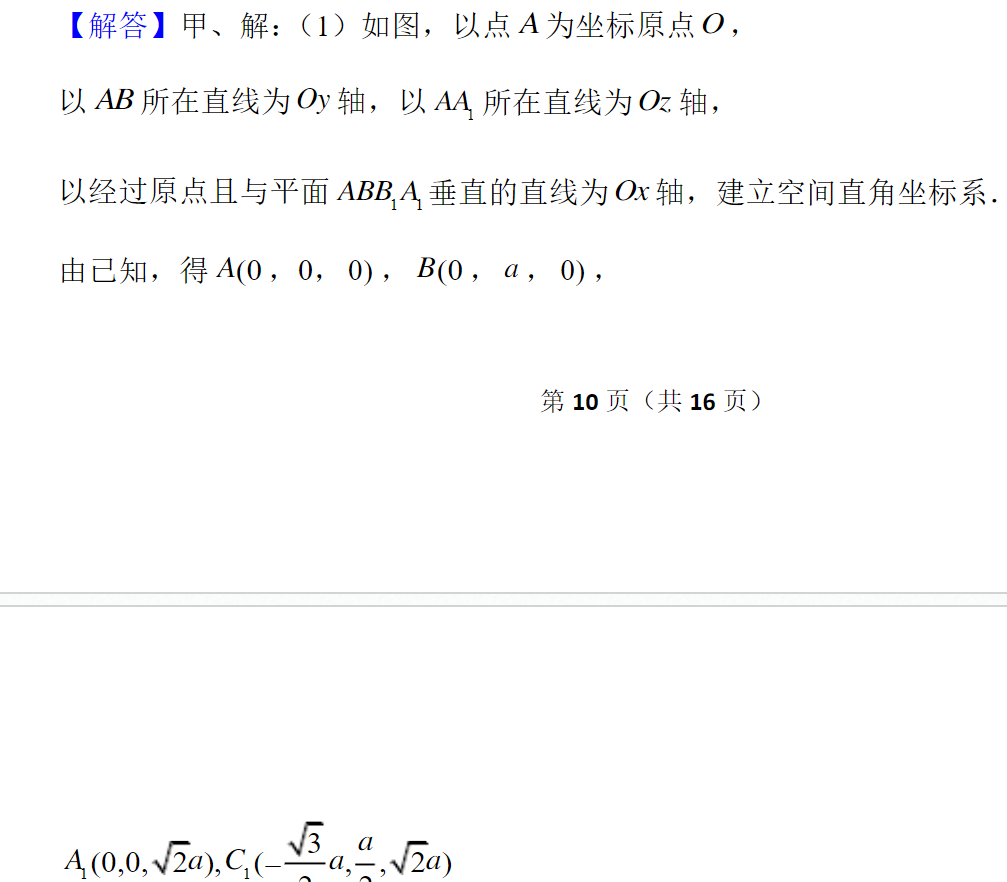 【解答】甲、解：（1）如图，以点 A 为坐标原点 O，
以 AB 所在直线为 Oy 轴，以 AA₁ 所在直线为 Oz 轴，
以经过原点且与平面 ABB₁A₁ 垂直的直线为 Ox 轴，建立空间直角坐标系．
由已知，得 A(0，0，0)，B(0，a，0)，
第 10 页（共 16 页）
A₁(0,0,√2a),C₁(−√3/2 a,a/2,√2a)